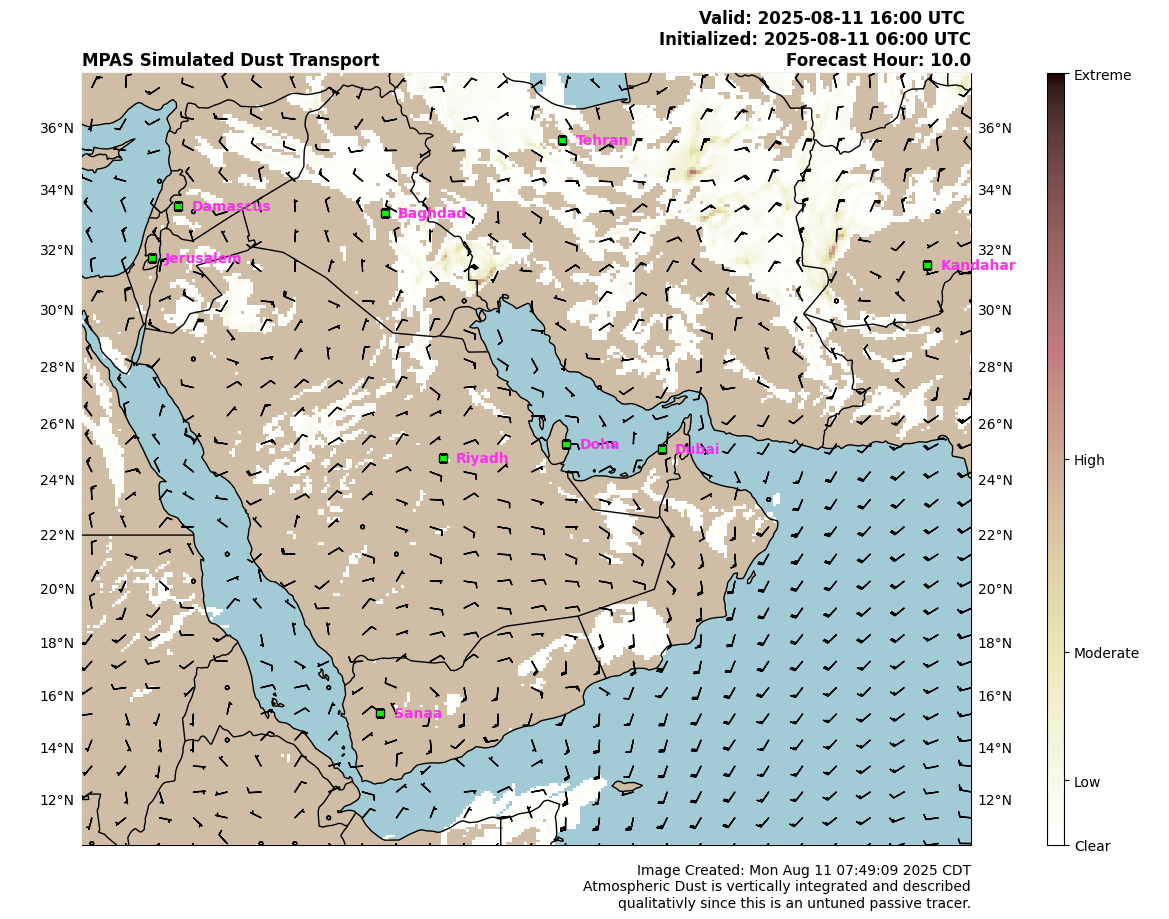 Valid: 2025-08-11 16:00 UTC
Initialized: 2025-08-11 06:00 UTC
MPAS Simulated Dust Transport
Forecast Hour: 10.0
Extreme
36°N
36°N
Tehran
34°N
34°N
Damascus
Baghdad
32°N
32°N
Jerusalem
Kandahar
30°N
30°N
28°N
28°N
26°N
26°N
Doha
Dubai
Riyadh
High
24°N
24°N
22°N
22°N
20°N
20°N
18°N
18°N
Moderate
16°N
16°N
Sanaa
14°N
14°N
Low
12°N
12°N
Clear
Image Created: Mon Aug 11 07:49:09 2025 CDT
Atmospheric Dust is vertically integrated and described
qualitativly since this is an untuned passive tracer.